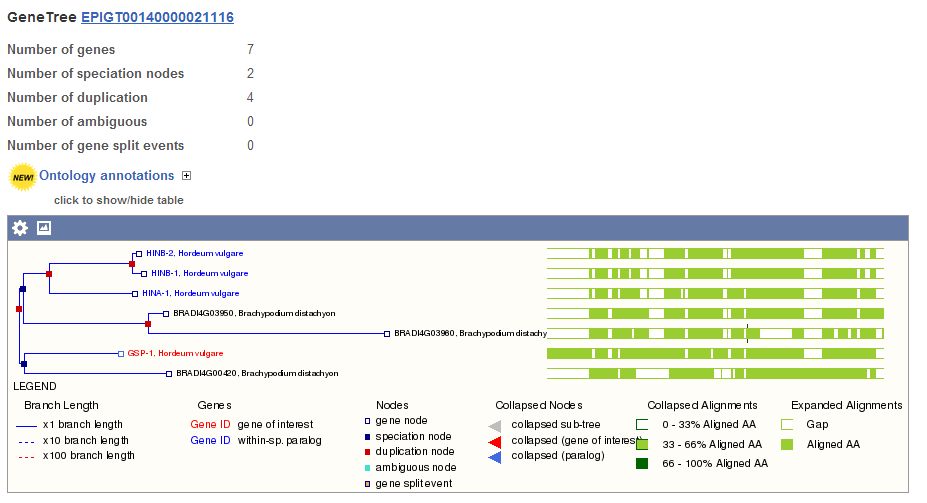 GeneTree EPIGT00140000021116
Number of genes 7
Number of speciation nodes 2
Number of duplication 4
Number of ambiguous 0
Number of gene split events 0
NEW! Ontology annotations
click to show/hide table
HINB-2, Hordeum vulgare
HINB-1, Hordeum vulgare
HINA-1, Hordeum vulgare
BRADI4G03950, Brachypodium distachyon
BRADI4G03960, Brachypodium distachy
GSP-1, Hordeum vulgare
BRADI4G00420, Brachypodium distachyon
LEGEND
Branch Length Genes Nodes Collapsed Nodes Collapsed Alignments Expanded Alignments
x1 branch length Gene ID gene of interest gene node collapsed sub-tree 0 - 33% Aligned AA Gap
x10 branch length Gene ID within-sp. paralog speciation node collapsed (gene of interest) 33 - 66% Aligned AA Aligned AA
x100 branch length duplication node collapsed (paralog) 66 - 100% Aligned AA
ambiguous node
gene split event